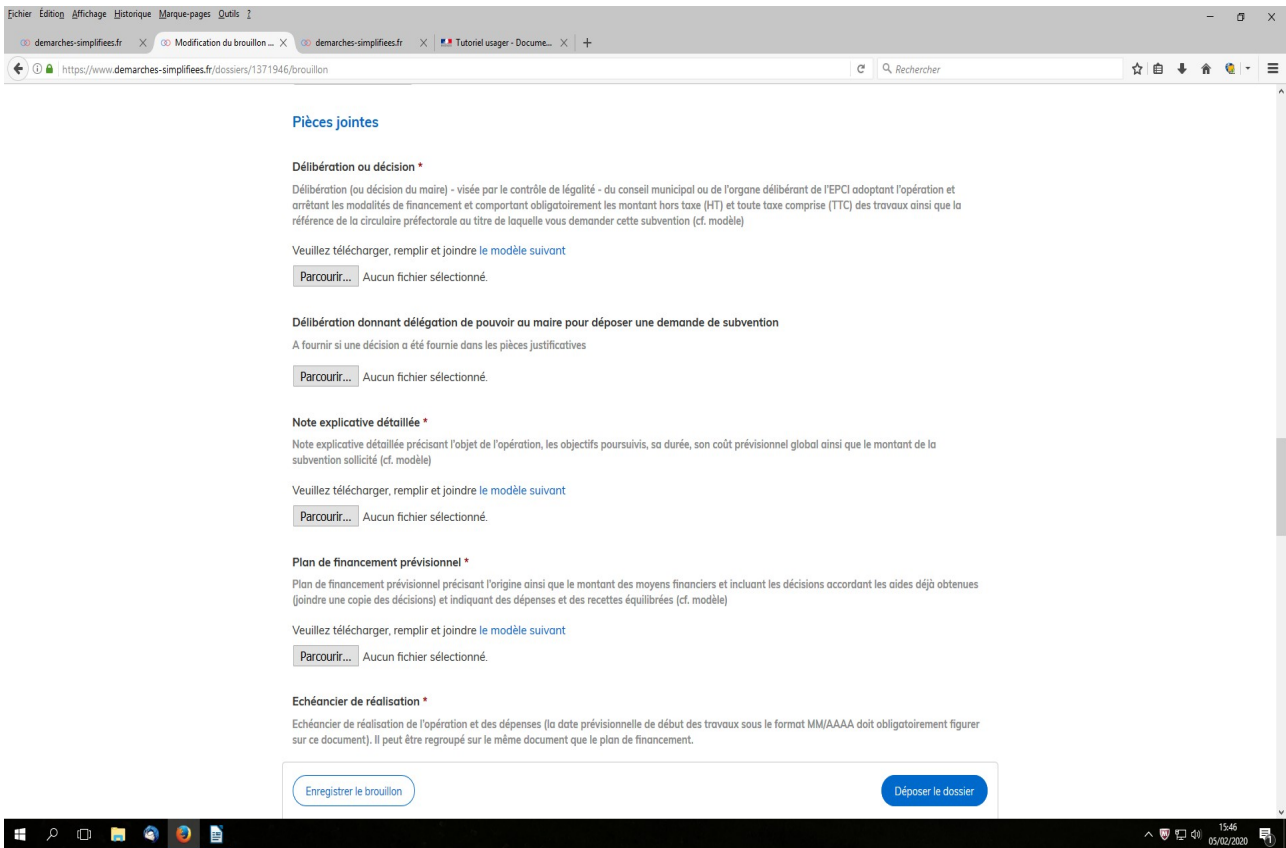 Fichier Édition Affichage Historique Marque-pages Outils ?
demarches-simplifiees.fr
Modification du brouillon ...
demarches-simplifiees.fr
Tutoriel usager - Docume...
https://www.demarches-simplifiees.fr/dossiers/1371946/brouillon
Rechercher
Pièces jointes
Délibération ou décision *
Délibération (ou décision du maire) - visée par le contrôle de légalité - du conseil municipal ou de l'organe délibérant de l'EPCI adoptant l'opération et
arrêtant les modalités de financement et comportant obligatoirement les montant hors taxe (HT) et toute taxe comprise (TTC) des travaux ainsi que la
référence de la circulaire préfectorale au titre de laquelle vous demander cette subvention (cf. modèle)
Veuillez télécharger, remplir et joindre le modèle suivant
Parcourir... Aucun fichier sélectionné.
Délibération donnant délégation de pouvoir au maire pour déposer une demande de subvention
A fournir si une décision a été fournie dans les pièces justificatives
Parcourir... Aucun fichier sélectionné.
Note explicative détaillée *
Note explicative détaillée précisant l'objet de l'opération, les objectifs poursuivis, sa durée, son coût prévisionnel global ainsi que le montant de la
subvention sollicité (cf. modèle)
Veuillez télécharger, remplir et joindre le modèle suivant
Parcourir... Aucun fichier sélectionné.
Plan de financement prévisionnel *
Plan de financement prévisionnel précisant l'origine ainsi que le montant des moyens financiers et incluant les décisions accordant les aides déjà obtenues
(joindre une copie des décisions) et indiquant des dépenses et des recettes équilibrées (cf. modèle)
Veuillez télécharger, remplir et joindre le modèle suivant
Parcourir... Aucun fichier sélectionné.
Echéancier de réalisation *
Echéancier de réalisation de l'opération et des dépenses (la date prévisionnelle de début des travaux sous le format MM/AAAA doit obligatoirement figurer
sur ce document). Il peut être regroupé sur le même document que le plan de financement.
Enregistrer le brouillon
Déposer le dossier
15:46
05/02/2020